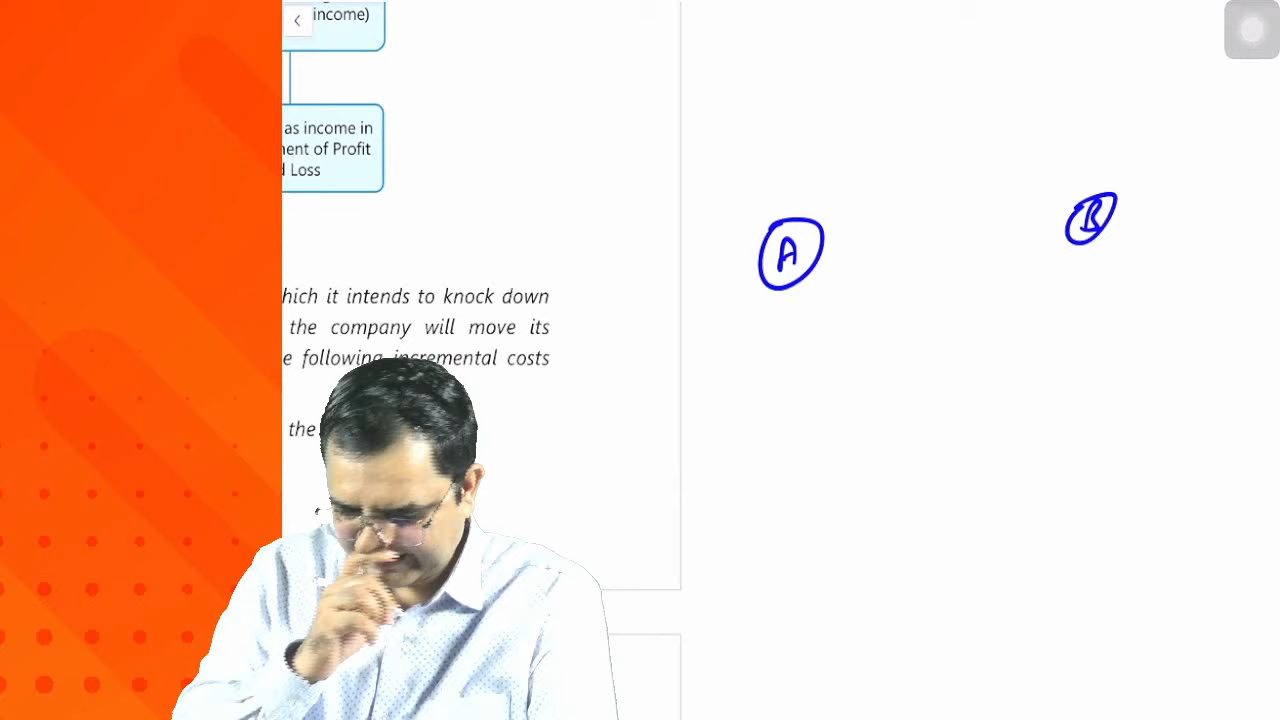 income)
as income in
ent of Profit
Loss
hich it intends to knock down
the company will move its
e following incremental costs
the
A
B